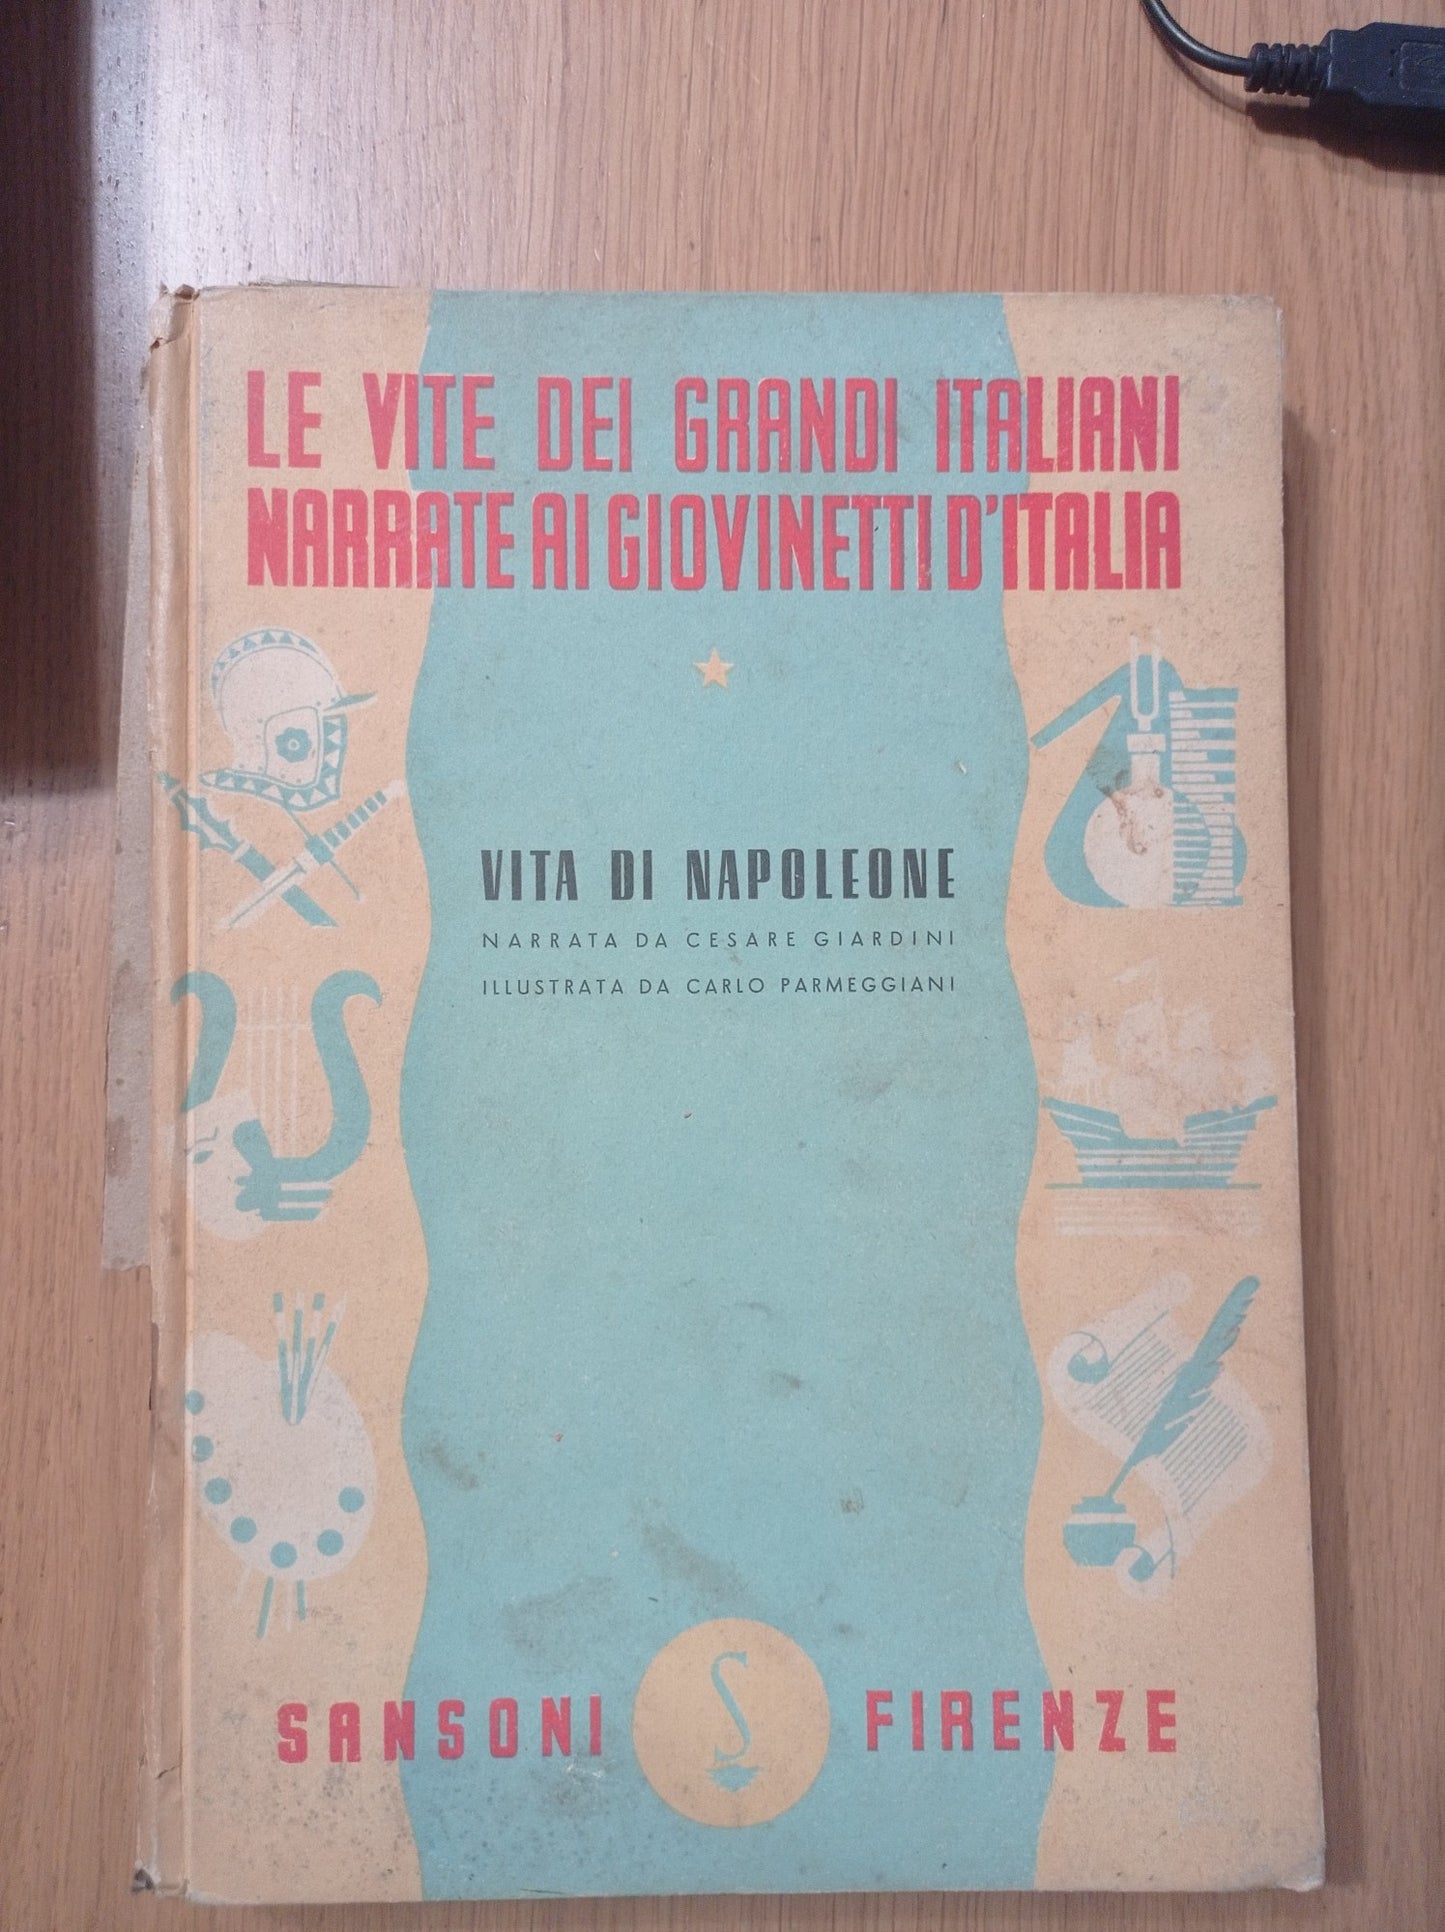 LE VITE DEI GRANDI ITALIANI
NARRATE AI GIOVINETTI D'ITALIA
VITA DI NAPOLEONE
NARRATA DA CESARE GIARDINI
ILLUSTRATA DA CARLO PARMEGGIANI
SANSONI S FIRENZE